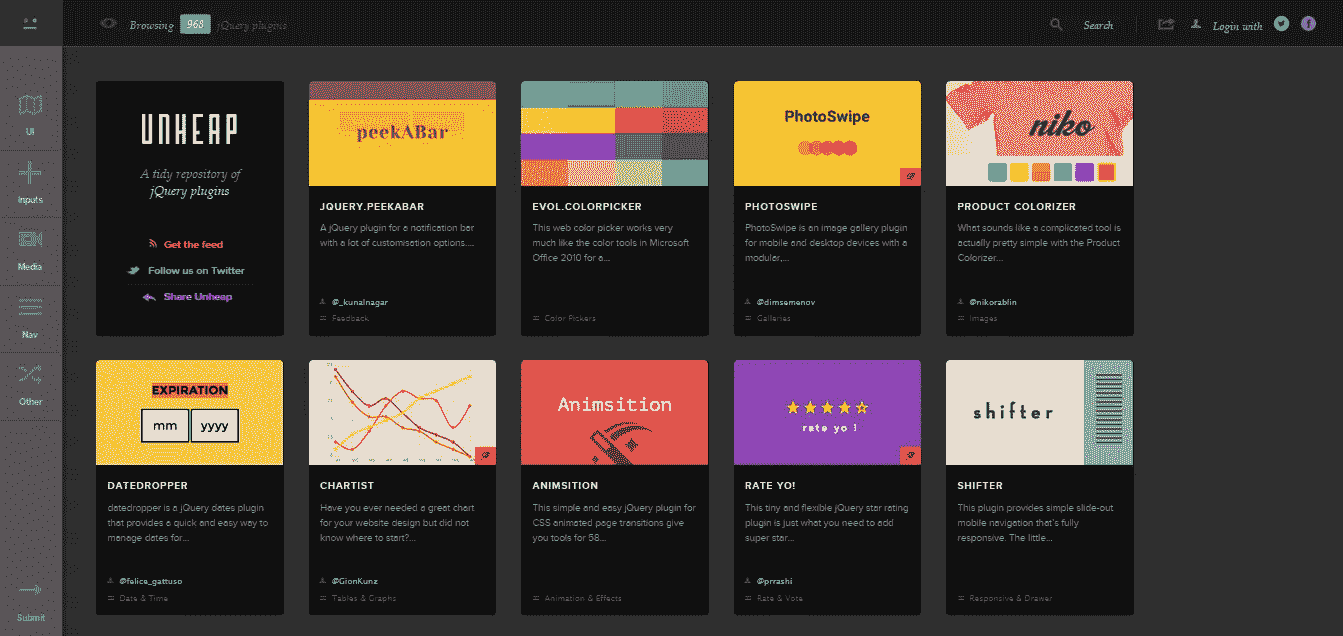 Browsing 968 jQuery plugins
Search
Login with
UI
Inputs
Media
Nav
Other
Submit
UNHEAP
A tidy repository of
jQuery plugins
Get the feed
Follow us on Twitter
Share Unheap
peekABar
JQUERY.PEEKABAR
A jQuery plugin for a notification bar
with a lot of customisation options....
@_kunalnagar
Feedback
EVOL.COLORPICKER
This web color picker works very
much like the color tools in Microsoft
Office 2010 for a...
Color Pickers
PhotoSwipe
PHOTOSWIPE
PhotoSwipe is an image gallery plugin
for mobile and desktop devices with a
modular,...
@dimsemenov
Galleries
niko
PRODUCT COLORIZER
What sounds like a complicated tool is
actually pretty simple with the Product
Colorizer...
@nikorablin
Images
EXPIRATION
mm
yyyy
DATEDROPPER
datedropper is a jQuery dates plugin
that provides a quick and easy way to
manage dates for...
@felice_gattuso
Date & Time
CHARTIST
Have you ever needed a great chart
for your website design but did not
know where to start?...
@GionKunz
Tables & Graphs
Animsition
ANIMSITION
This simple and easy jQuery plugin for
CSS animated page transitions give
you tools for 58...
Animation & Effects
rate yo !
RATE YO!
This tiny and flexible jQuery star rating
plugin is just what you need to add
super star...
@prrashi
Rate & Vote
shifter
SHIFTER
This plugin provides simple slide-out
mobile navigation that's fully
responsive. The little...
Responsive & Drawer